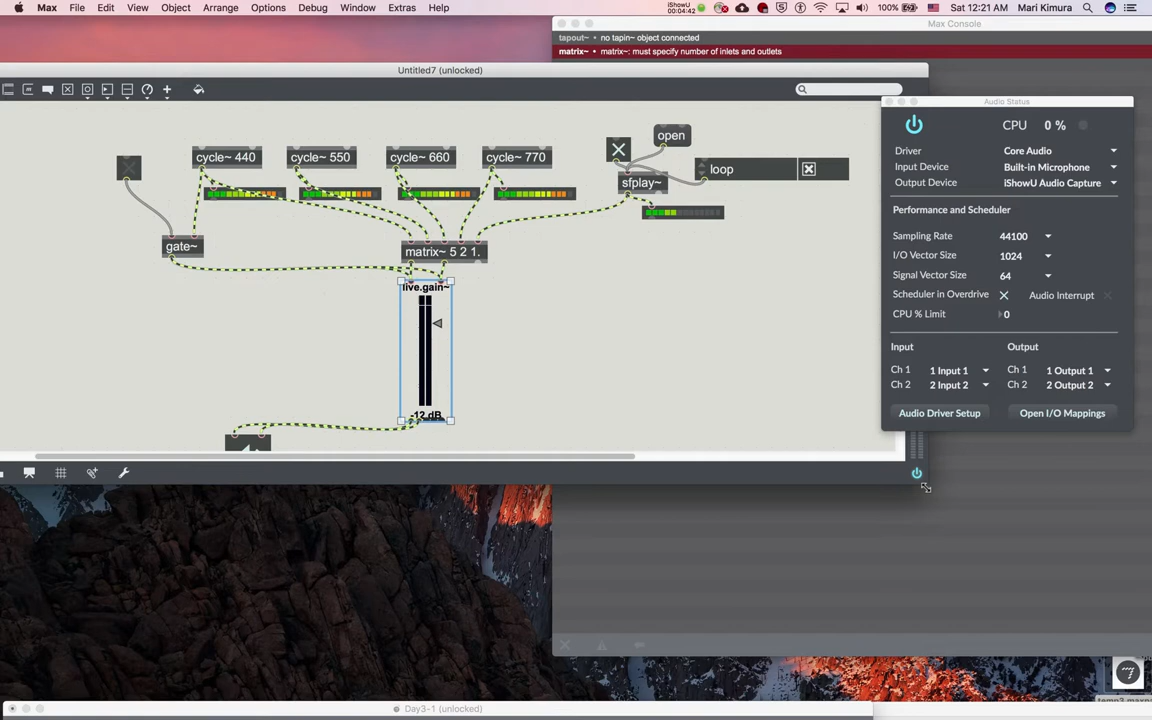 Max File Edit View Object Arrange Options Debug Window Extras Help iShowU 00:04:42 100% Sat 12:21 AM Mari Kimura
Max Console
tapout~ • no tapin~ object connected
matrix~ • matrix~: must specify number of inlets and outlets
Untitled7 (unlocked)
Audio Status
CPU 0 %
Driver Core Audio
Input Device Built-in Microphone
Output Device iShowU Audio Capture
Performance and Scheduler
Sampling Rate 44100
I/O Vector Size 1024
Signal Vector Size 64
Scheduler in Overdrive Audio Interrupt
CPU % Limit 0
Input Output
Ch 1 1 Input 1 Ch 1 1 Output 1
Ch 2 2 Input 2 Ch 2 2 Output 2
Audio Driver Setup Open I/O Mappings
open
cycle~ 440 cycle~ 550 cycle~ 660 cycle~ 770
loop
sfplay~
gate~
matrix~ 5 2 1.
live.gain~
-12 dB
Day3-1 (unlocked)